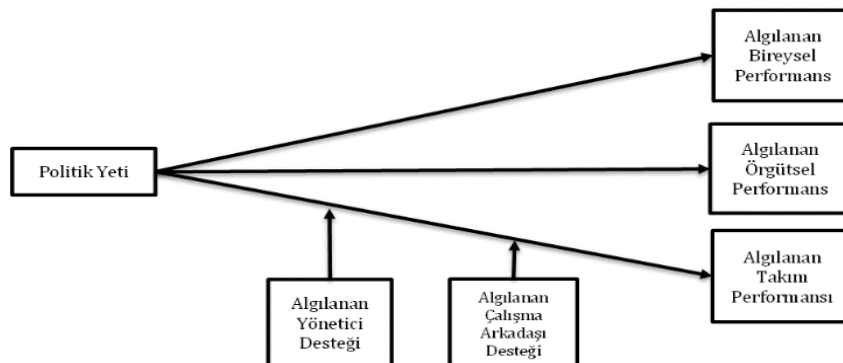 Algılanan
Bireysel
Performans
Politik Yeti
Algılanan
Örgütsel
Performans
Algılanan
Takım
Performansı
Algılanan
Yönetici
Desteği
Algılanan
Çalışma
Arkadaşı
Desteği